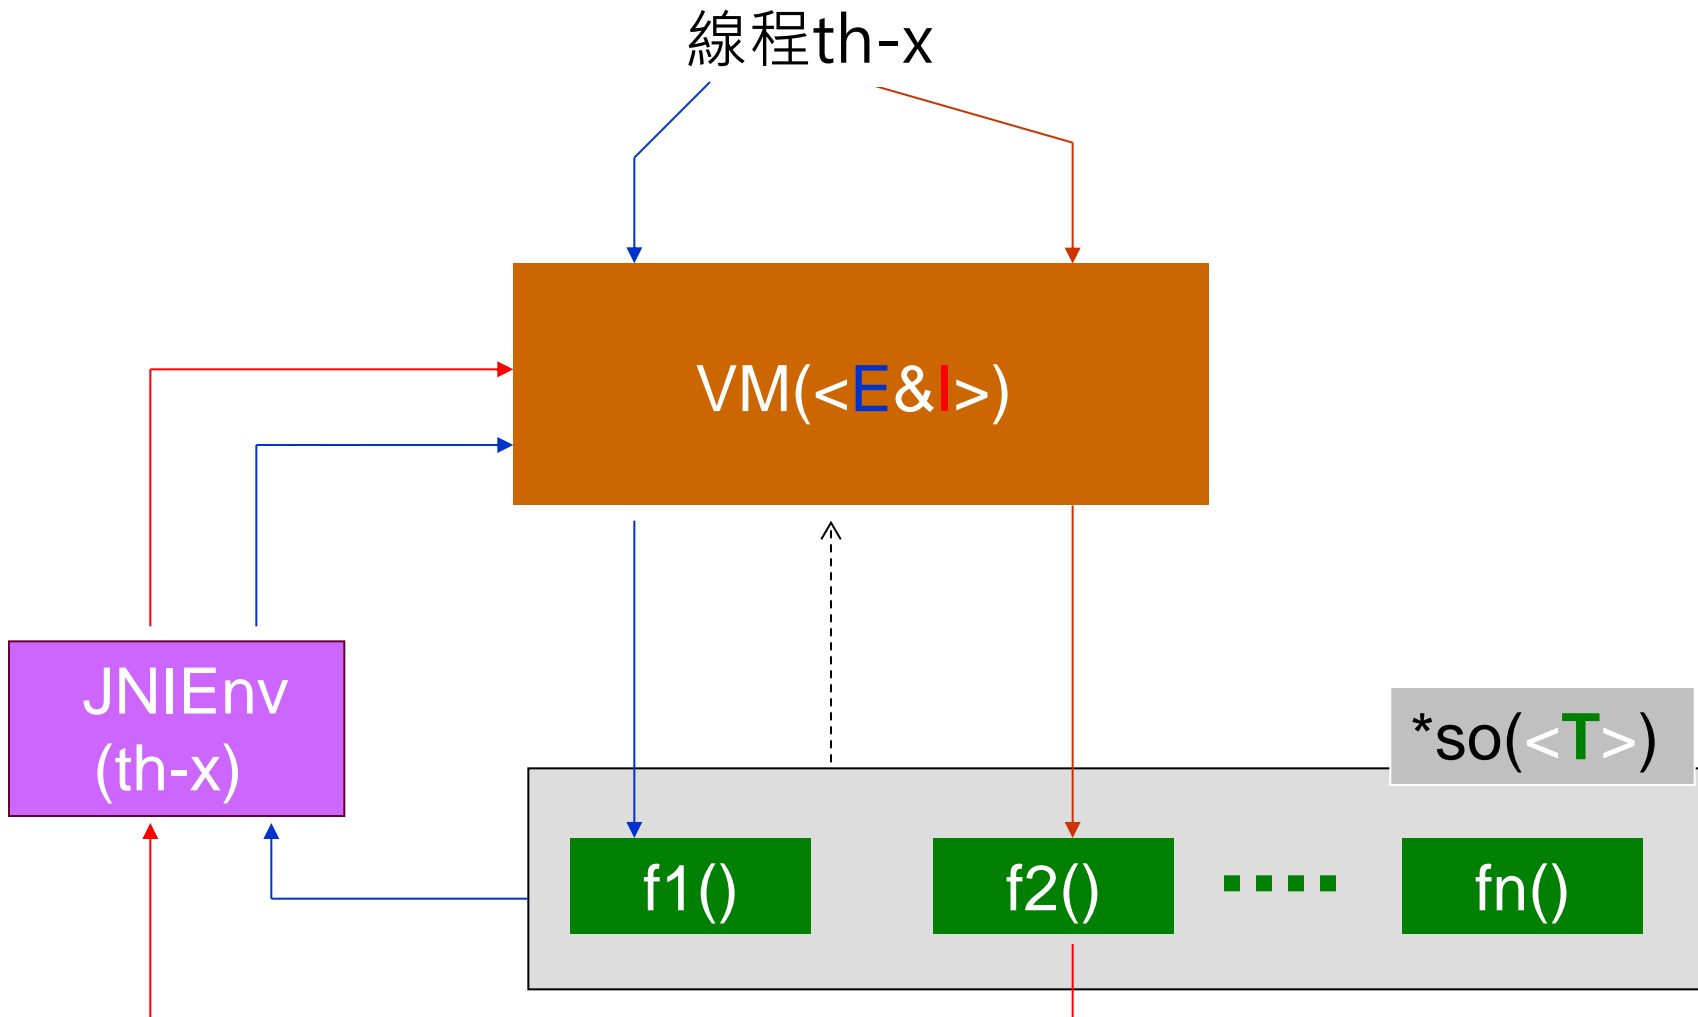 線程th-x
VM(<E&I>)
JNIEnv
(th-x)
*so(<T>)
f1()
f2()
fn()